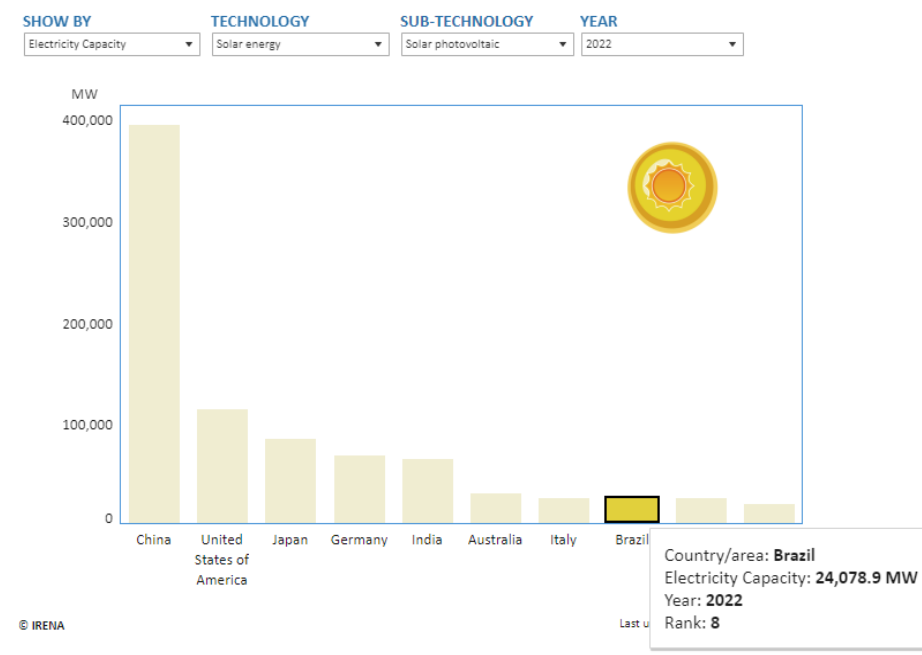 SHOW BY TECHNOLOGY SUB-TECHNOLOGY YEAR
Electricity Capacity Solar energy Solar photovoltaic 2022
MW
400,000
300,000
200,000
100,000
0
China United Japan Germany India Australia Italy Brazil
States of
America
Country/area: Brazil
Electricity Capacity: 24,078.9 MW
Year: 2022
Rank: 8
© IRENA Last u